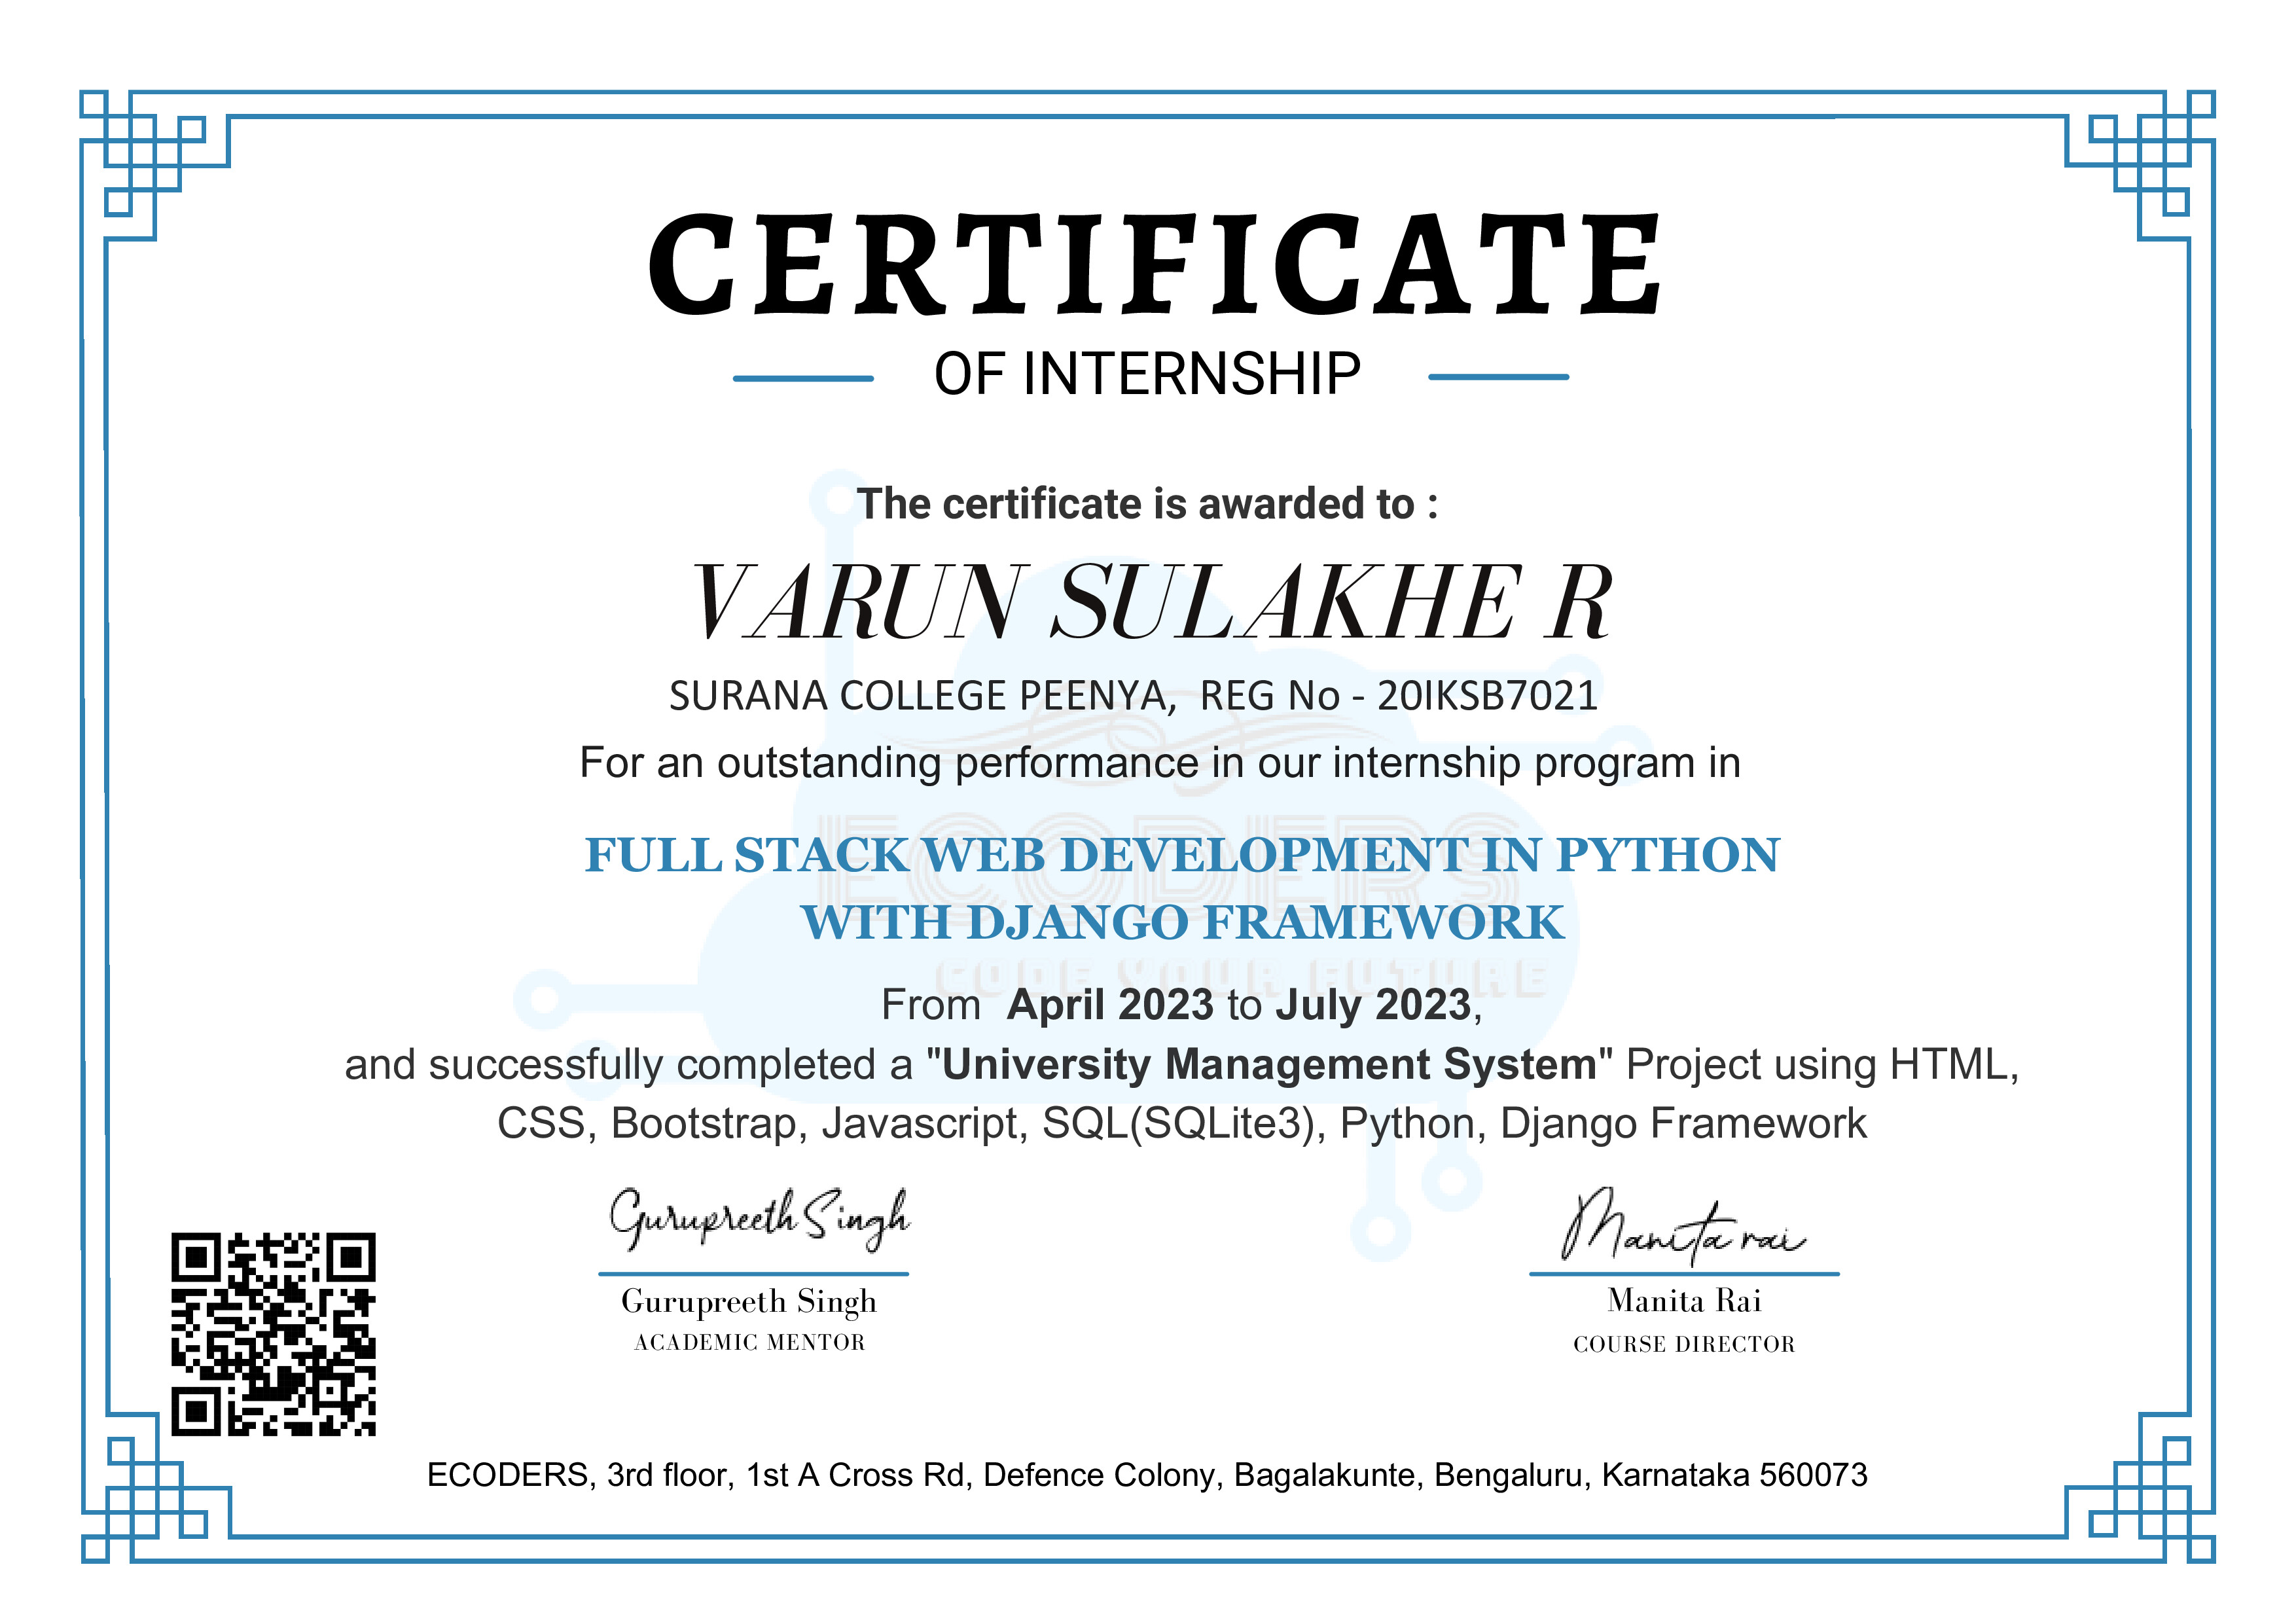 CERTIFICATE
OF INTERNSHIP
The certificate is awarded to :
VARUN SULAKHE R
SURANA COLLEGE PEENYA, REG No - 20IKSB7021
For an outstanding performance in our internship program in
ECODERS
FULL STACK WEB DEVELOPMENT IN PYTHON
WITH DJANGO FRAMEWORK
CODE YOUR FUTURE
From April 2023 to July 2023,
and successfully completed a "University Management System" Project using HTML,
CSS, Bootstrap, Javascript, SQL(SQLite3), Python, Django Framework
Gurupreeth Singh
Manita rai
Gurupreeth Singh
Manita Rai
ACADEMIC MENTOR
COURSE DIRECTOR
ECODERS, 3rd floor, 1st A Cross Rd, Defence Colony, Bagalakunte, Bengaluru, Karnataka 560073